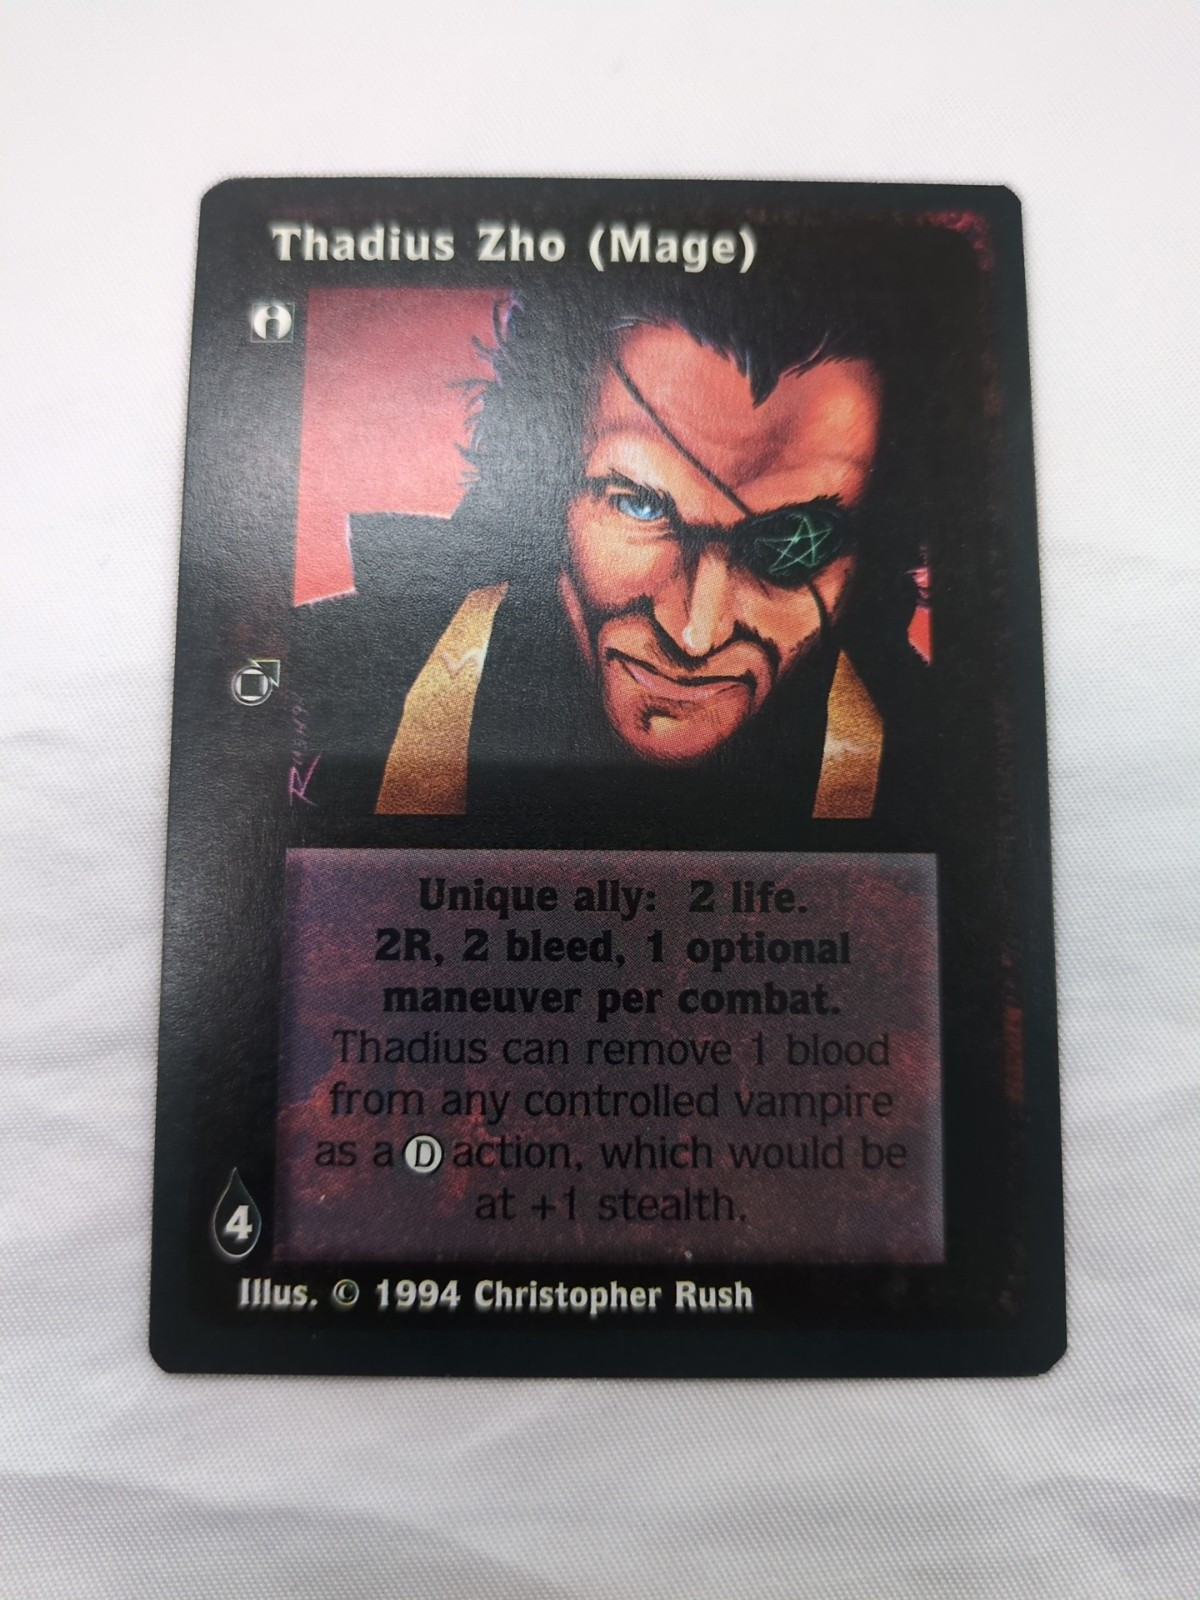 Thadius Zho (Mage)
Unique ally: 2 life.
2R, 2 bleed, 1 optional
maneuver per combat.
Thadius can remove 1 blood
from any controlled vampire
as a D action, which would be
at +1 stealth.
4
Illus. © 1994 Christopher Rush